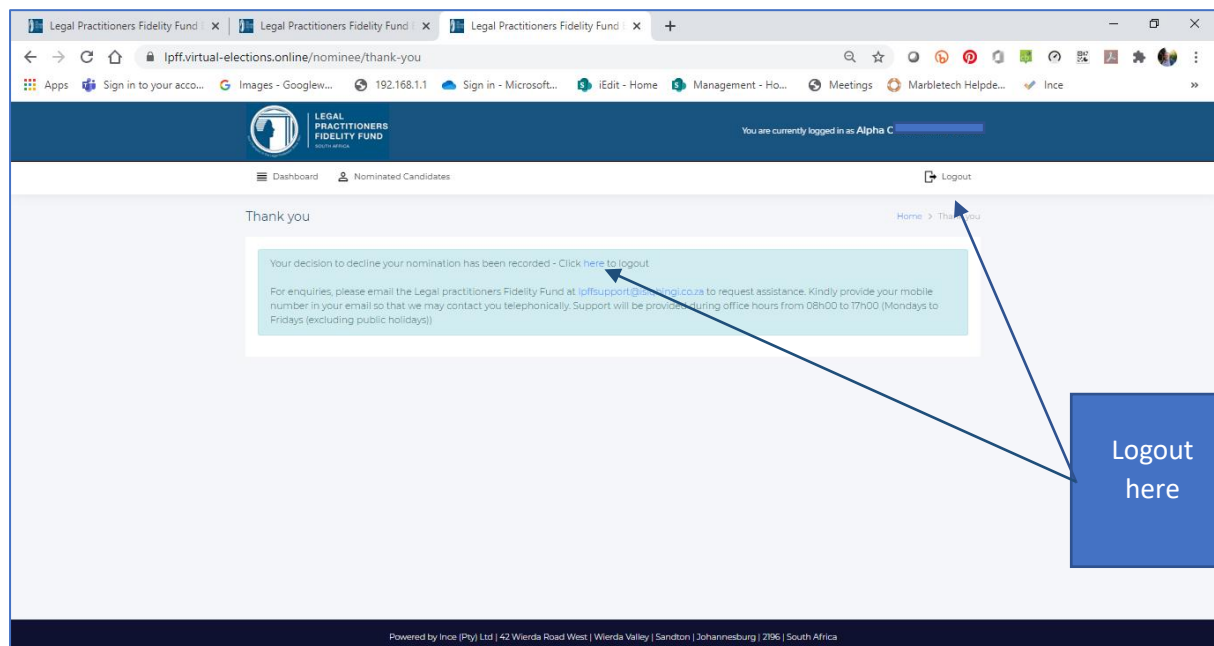 Legal Practitioners Fidelity Fund
Legal Practitioners Fidelity Fund
Legal Practitioners Fidelity Fund
lpff.virtual-elections.online/nominee/thank-you
Apps Sign in to your acco... Images - Googlew... 192.168.1.1 Sign in - Microsoft... iEdit - Home Management - Ho... Meetings Marbletech Helpde... Ince
LEGAL
PRACTITIONERS
FIDELITY FUND
SOUTH AFRICA
You are currently logged in as Alpha C
Dashboard Nominated Candidates Logout
Thank you Home > Thank you
Your decision to decline your nomination has been recorded - Click here to logout
For enquiries, please email the Legal practitioners Fidelity Fund at to request assistance. Kindly provide your mobile
number in your email so that we may contact you telephonically. Support will be provided during office hours from 08h00 to 17h00 (Mondays to
Fridays (excluding public holidays))
Logout
here
Powered by Ince (Pty) Ltd | 42 Wierda Road West | Wierda Valley | Sandton | Johannesburg | 2196 | South Africa